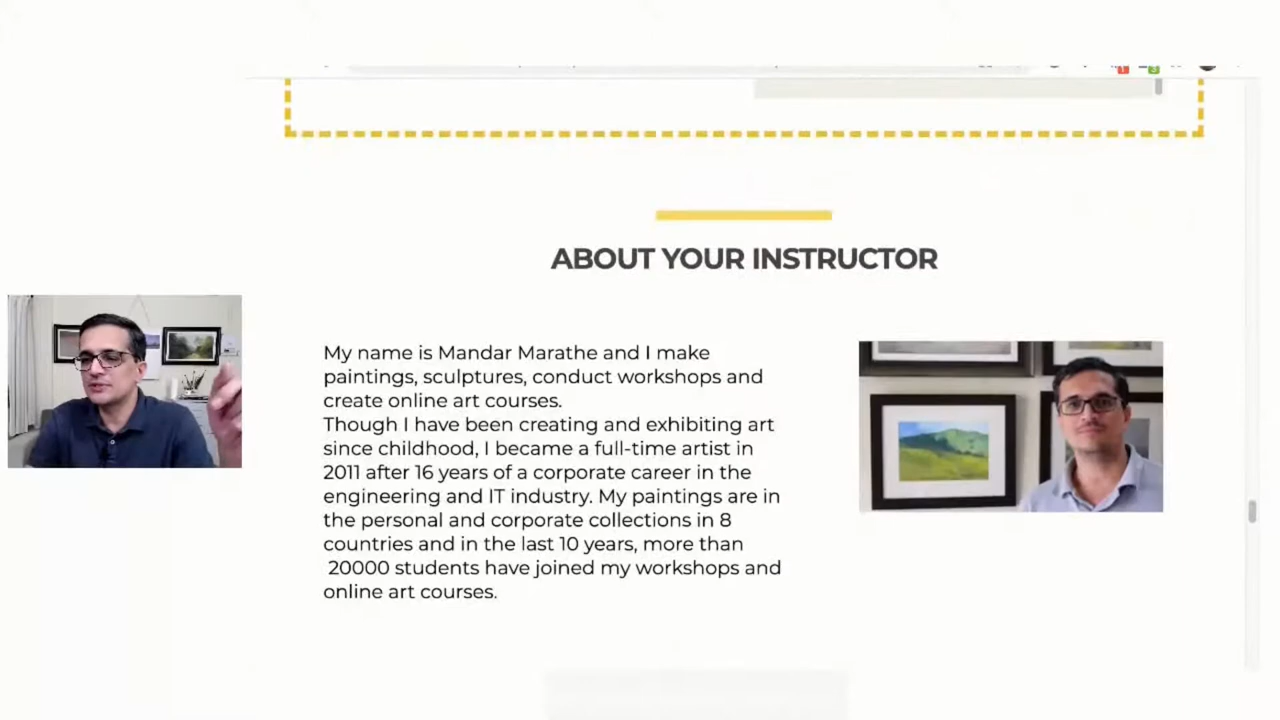 ABOUT YOUR INSTRUCTOR
My name is Mandar Marathe and I make
paintings, sculptures, conduct workshops and
create online art courses.
Though I have been creating and exhibiting art
since childhood, I became a full-time artist in
2011 after 16 years of a corporate career in the
engineering and IT industry. My paintings are in
the personal and corporate collections in 8
countries and in the last 10 years, more than
20000 students have joined my workshops and
online art courses.